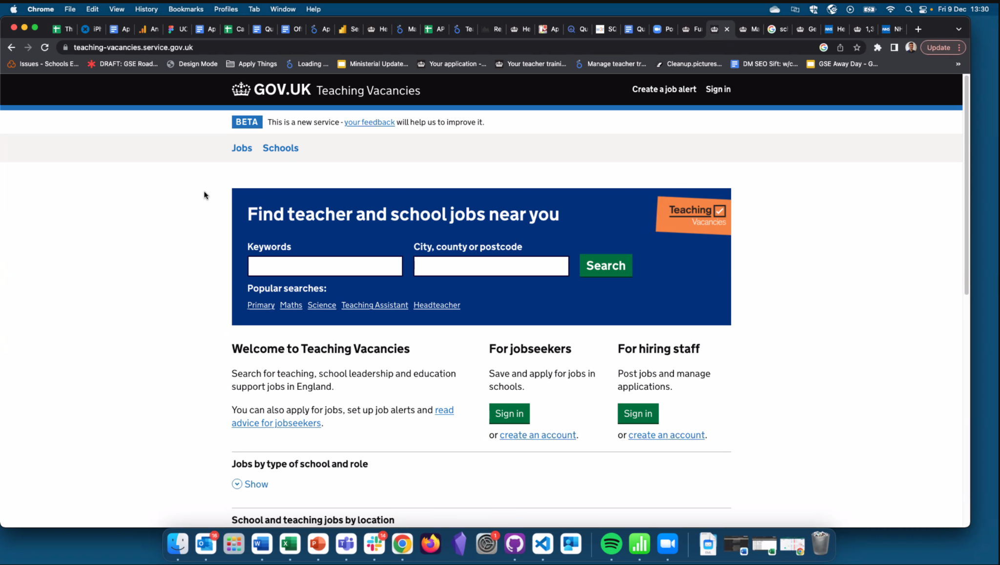 Chrome File Edit View History Bookmarks Profiles Tab Window Help Fri 9 Dec 13:30
Th iPl Ap An UC Ap Ca Qu Of Ap Se He Ma AP Te Re He Ap Qu SC Qu Po Fu Ma scl Ge He 1,3 NH
teaching-vacancies.service.gov.uk Update
Issues - Schools E... DRAFT: GSE Road... Design Mode Apply Things Loading ... Ministerial Update... Your application -... Your teacher traini... Manage teacher tr... Cleanup.pictures... DM SEO Sift: w/c... GSE Away Day - G... »
GOV.UK Teaching Vacancies Create a job alert Sign in
BETA This is a new service - your feedback will help us to improve it.
Jobs Schools
Find teacher and school jobs near you
Teaching
Vacancies
Keywords City, county or postcode
Search
Popular searches:
Primary Maths Science Teaching Assistant Headteacher
Welcome to Teaching Vacancies
Search for teaching, school leadership and education
support jobs in England.
You can also apply for jobs, set up job alerts and read
advice for jobseekers.
For jobseekers
Save and apply for jobs in
schools.
Sign in
or create an account.
For hiring staff
Post jobs and manage
applications.
Sign in
or create an account.
Jobs by type of school and role
Show
School and teaching jobs by location
16 14 1